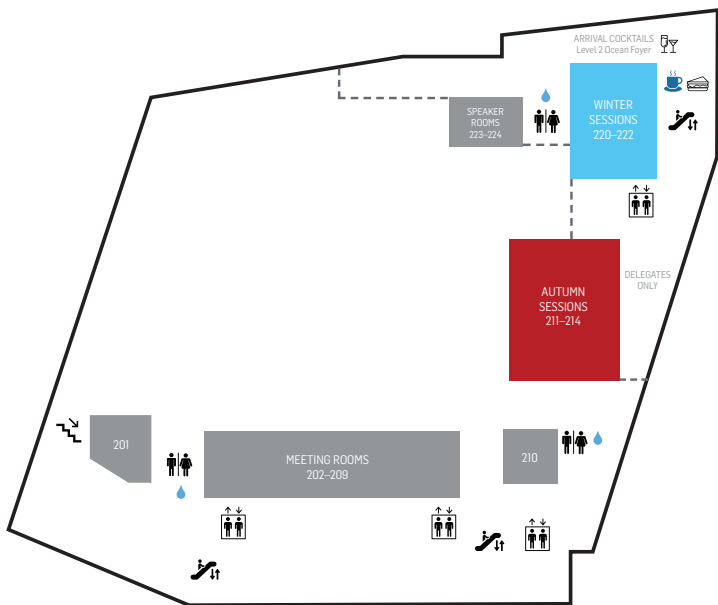 ARRIVAL COCKTAILS
Level 2 Ocean Foyer
SPEAKER
ROOMS
223–224
WINTER
SESSIONS
220–222
DELEGATES
ONLY
AUTUMN
SESSIONS
211–214
201
MEETING ROOMS
202–209
210